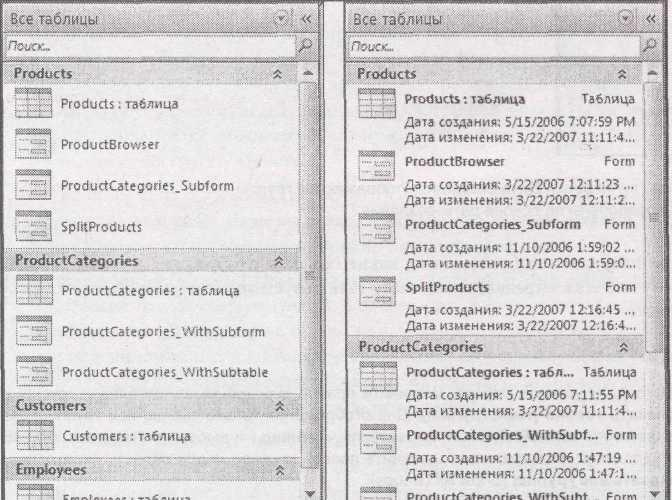 Все таблицы
Поиск...
Products
Products : таблица
ProductBrowser
ProductCategories_Subform
SplitProducts
ProductCategories
ProductCategories : таблица
ProductCategories_WithSubform
ProductCategories_WithSubtable
Customers
Customers : таблица
Employees
Employees : таблица
Все таблицы
Поиск...
Products
Products : таблица Таблица
Дата создания: 5/15/2006 7:07:59 PM
Дата изменения: 3/22/2007 11:11:4...
ProductBrowser Form
Дата создания: 3/22/2007 12:11:23 ...
Дата изменения: 3/22/2007 12:11:2...
ProductCategories_Subform Form
Дата создания: 11/10/2006 1:59:02 ...
Дата изменения: 11/10/2006 1:59:0...
SplitProducts Form
Дата создания: 3/22/2007 12:16:45 ...
Дата изменения: 3/22/2007 12:16:4...
ProductCategories
ProductCategories : табл... Таблица
Дата создания: 5/15/2006 7:11:55 PM
Дата изменения: 3/22/2007 11:11:4...
ProductCategories_WithSubf... Form
Дата создания: 11/10/2006 1:47:19 ...
Дата изменения: 11/10/2006 1:47:1...
ProductCategories_WithSubt... Form